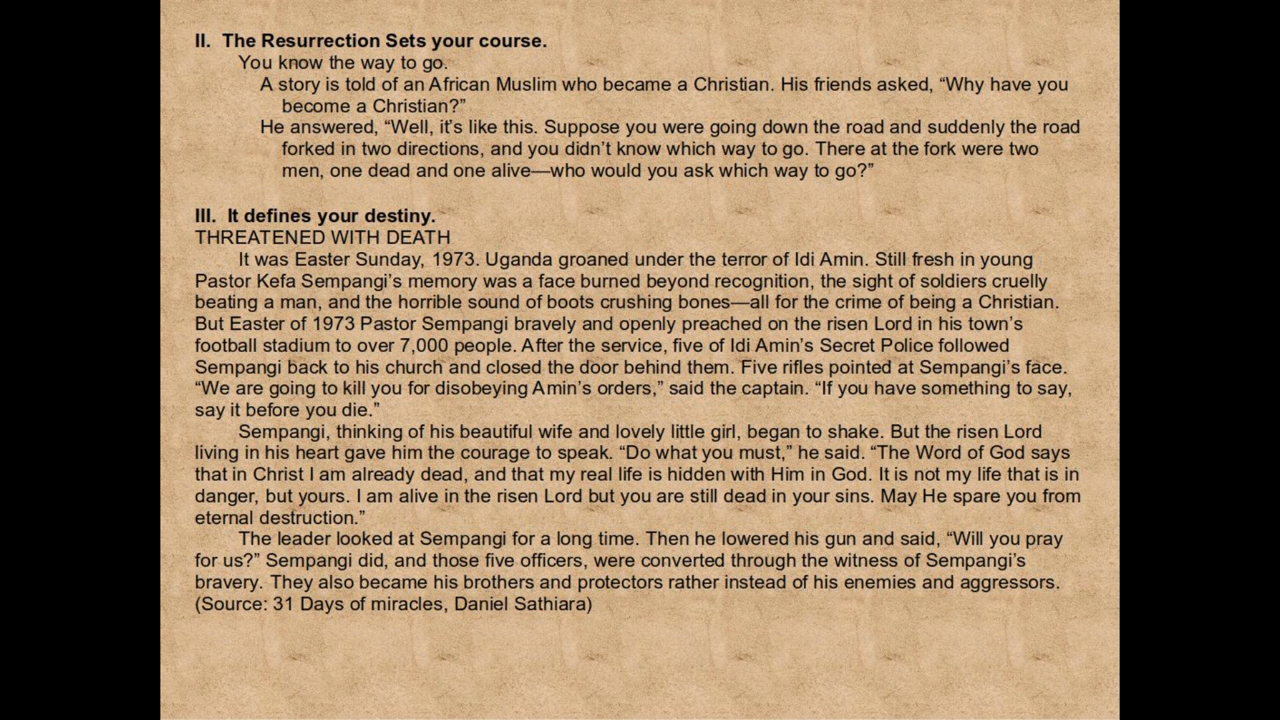 II.  The Resurrection Sets your course.
You know the way to go.
A story is told of an African Muslim who became a Christian. His friends asked, “Why have you
become a Christian?”
He answered, “Well, it’s like this. Suppose you were going down the road and suddenly the road
forked in two directions, and you didn’t know which way to go. There at the fork were two
men, one dead and one alive—who would you ask which way to go?”
III.  It defines your destiny.
THREATENED WITH DEATH
It was Easter Sunday, 1973. Uganda groaned under the terror of Idi Amin. Still fresh in young
Pastor Kefa Sempangi’s memory was a face burned beyond recognition, the sight of soldiers cruelly
beating a man, and the horrible sound of boots crushing bones—all for the crime of being a Christian.
But Easter of 1973 Pastor Sempangi bravely and openly preached on the risen Lord in his town’s
football stadium to over 7,000 people. After the service, five of Idi Amin’s Secret Police followed
Sempangi back to his church and closed the door behind them. Five rifles pointed at Sempangi’s face.
“We are going to kill you for disobeying Amin’s orders,” said the captain. “If you have something to say,
say it before you die.”
Sempangi, thinking of his beautiful wife and lovely little girl, began to shake. But the risen Lord
living in his heart gave him the courage to speak. “Do what you must,” he said. “The Word of God says
that in Christ I am already dead, and that my real life is hidden with Him in God. It is not my life that is in
danger, but yours. I am alive in the risen Lord but you are still dead in your sins. May He spare you from
eternal destruction.”
The leader looked at Sempangi for a long time. Then he lowered his gun and said, “Will you pray
for us?” Sempangi did, and those five officers, were converted through the witness of Sempangi’s
bravery. They also became his brothers and protectors rather instead of his enemies and aggressors.
(Source: 31 Days of miracles, Daniel Sathiara)